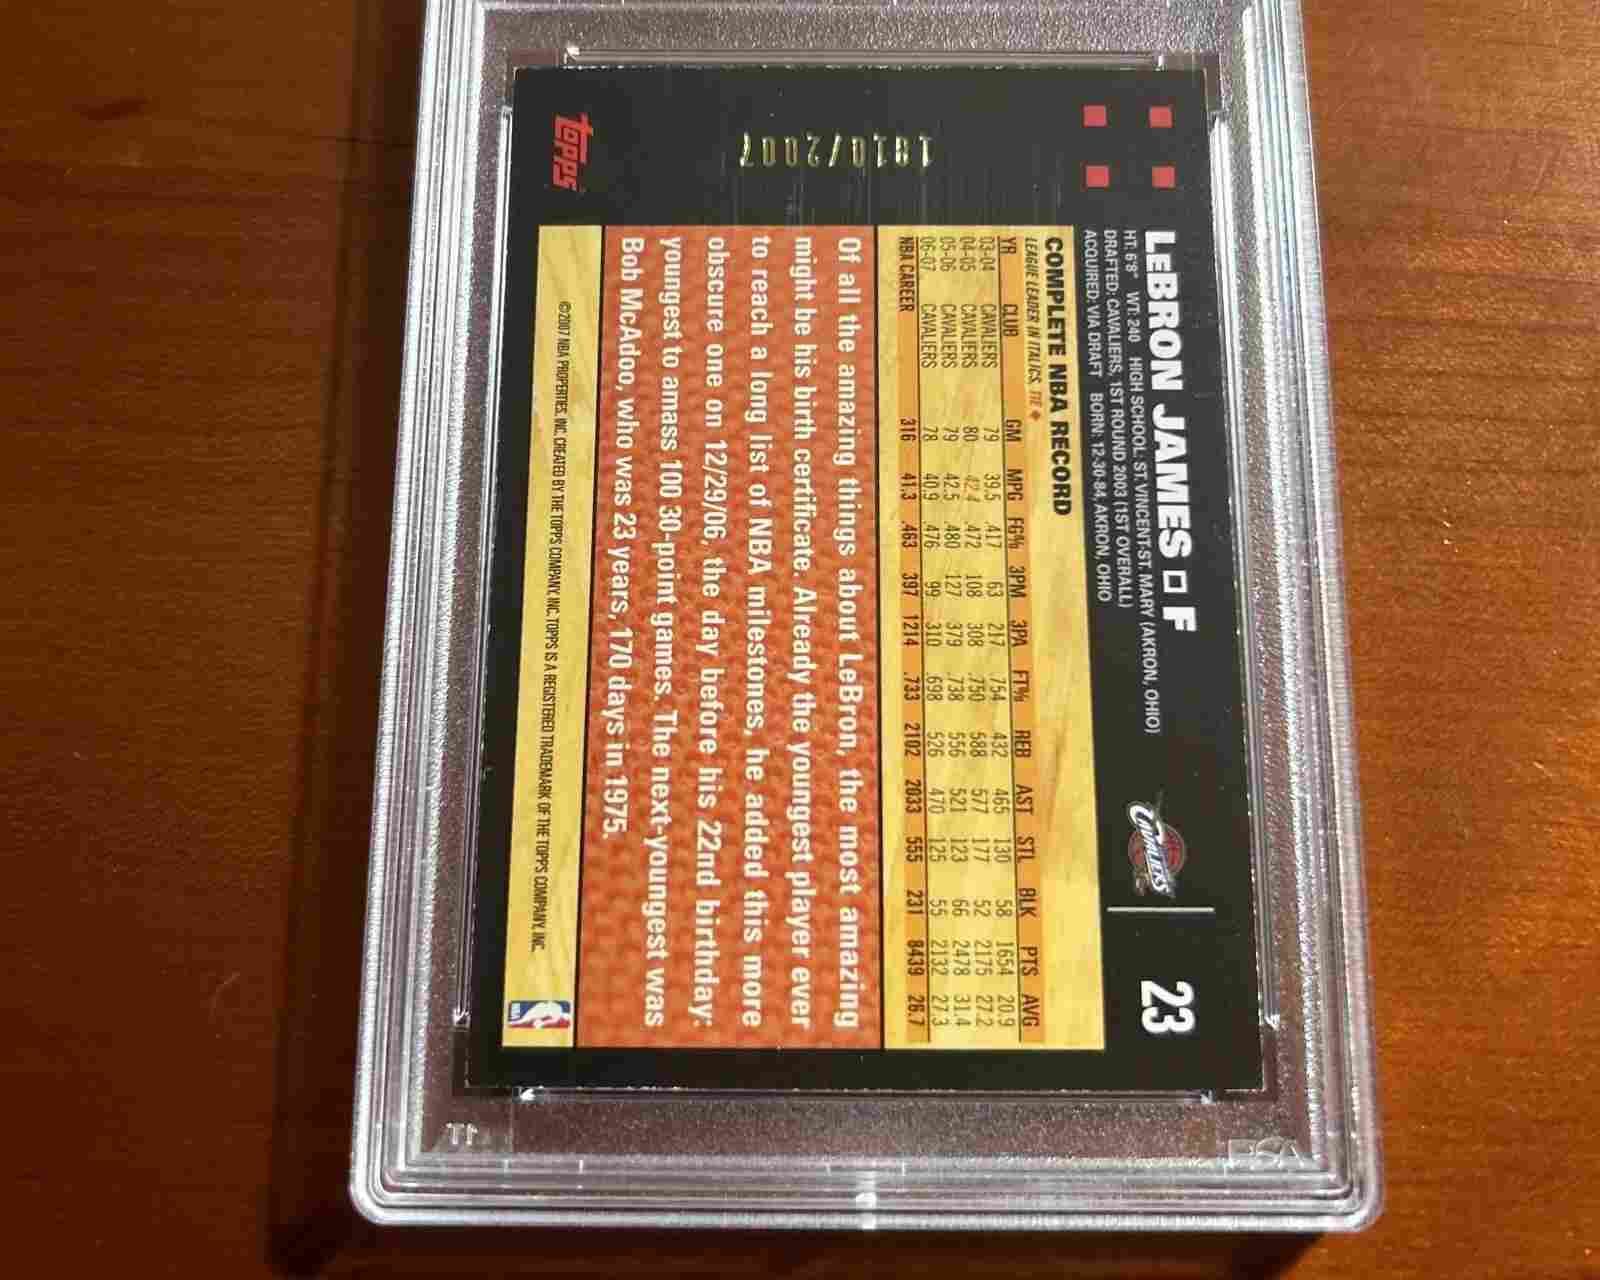 LEBRON JAMES □ F
23
HT: 6'8" WT: 240 HIGH SCHOOL: ST. VINCENT-ST. MARY (AKRON, OHIO)
DRAFTED: CAVALIERS, 1ST ROUND 2003 (1ST OVERALL)
ACQUIRED: VIA DRAFT BORN: 12-30-84, AKRON, OHIO
CAVALIERS
COMPLETE NBA RECORD
LEAGUE LEADER IN ITALICS, TIE ◆
YR CLUB GM MPG FG% 3PM 3PA FT% REB AST STL BLK PTS AVG
03-04 CAVALIERS 79 39.5 .417 63 217 .754 432 465 130 58 1654 20.9
04-05 CAVALIERS 80 42.4 .472 108 308 .750 588 577 177 52 2175 27.2
05-06 CAVALIERS 79 42.5 .480 127 379 .738 556 521 123 66 2478 31.4
06-07 CAVALIERS 78 40.9 .476 99 310 .698 526 470 125 55 2132 27.3
NBA CAREER 316 41.3 .463 397 1214 .733 2102 2033 555 231 8439 26.7
Of all the amazing things about LeBron, the most amazing
might be his birth certificate. Already the youngest player ever
to reach a long list of NBA milestones, he added this more
obscure one on 12/29/06, the day before his 22nd birthday:
youngest to amass 100 30-point games. The next-youngest was
Bob McAdoo, who was 23 years, 170 days in 1975.
©2007 NBA PROPERTIES, INC. CREATED BY THE TOPPS COMPANY, INC. TOPPS IS A REGISTERED TRADEMARK OF THE TOPPS COMPANY, INC.
NBA
topps
PSA